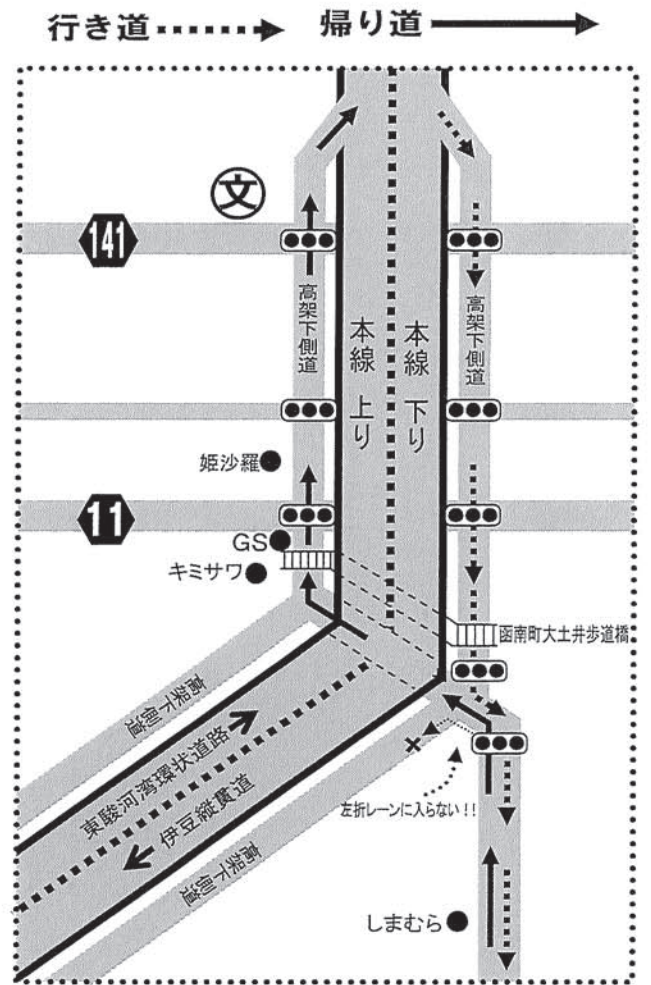 行き道 帰り道
文
141
高架下側道
本線 上り
本線 下り
高架下側道
姫沙羅
11
GS
キミサワ
函南町大土井歩道橋
高架下側道
東駿河湾環状道路
伊豆縦貫道
高架下側道
左折レーンに入らない!!
しまむら